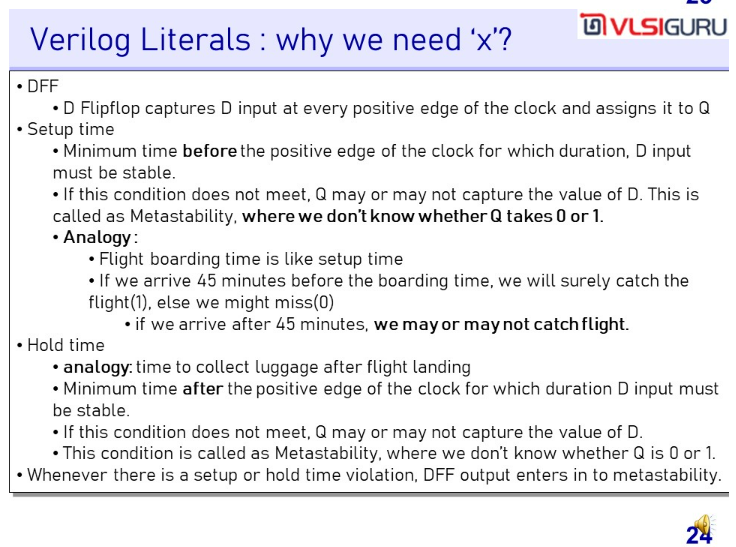 VLSIGURU
Verilog Literals : why we need ‘x’?
• DFF
• D Flipflop captures D input at every positive edge of the clock and assigns it to Q
• Setup time
• Minimum time before the positive edge of the clock for which duration, D input
must be stable.
• If this condition does not meet, Q may or may not capture the value of D. This is
called as Metastability, where we don’t know whether Q takes 0 or 1.
• Analogy :
• Flight boarding time is like setup time
• If we arrive 45 minutes before the boarding time, we will surely catch the
flight(1), else we might miss(0)
• if we arrive after 45 minutes, we may or may not catch flight.
• Hold time
• analogy: time to collect luggage after flight landing
• Minimum time after the positive edge of the clock for which duration D input must
be stable.
• If this condition does not meet, Q may or may not capture the value of D.
• This condition is called as Metastability, where we don’t know whether Q is 0 or 1.
• Whenever there is a setup or hold time violation, DFF output enters in to metastability.
24